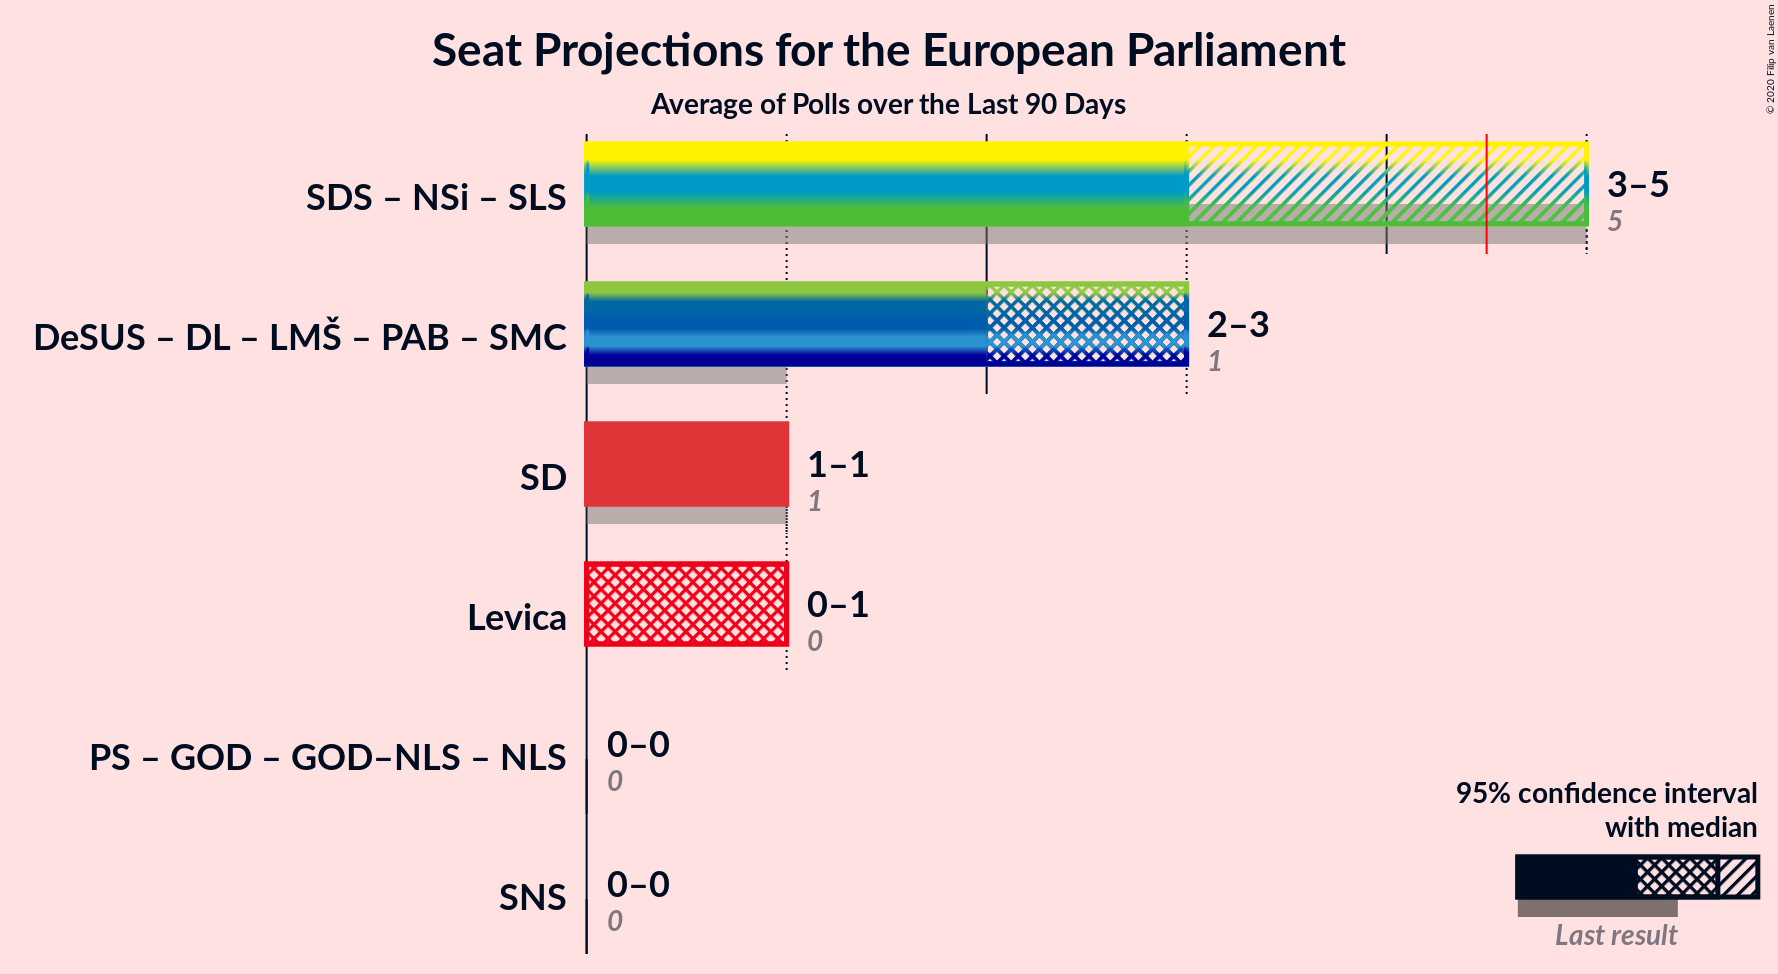 Seat Projections for the European Parliament
Average of Polls over the Last 90 Days
© 2020 Filip van Laenen
SDS – NSi – SLS
3–5
5
DeSUS – DL – LMŠ – PAB – SMC
2–3
1
SD
1–1
1
Levica
0–1
0
PS – GOD – GOD–NLS – NLS
0–0
0
SNS
0–0
0
95% confidence interval
with median
Last result